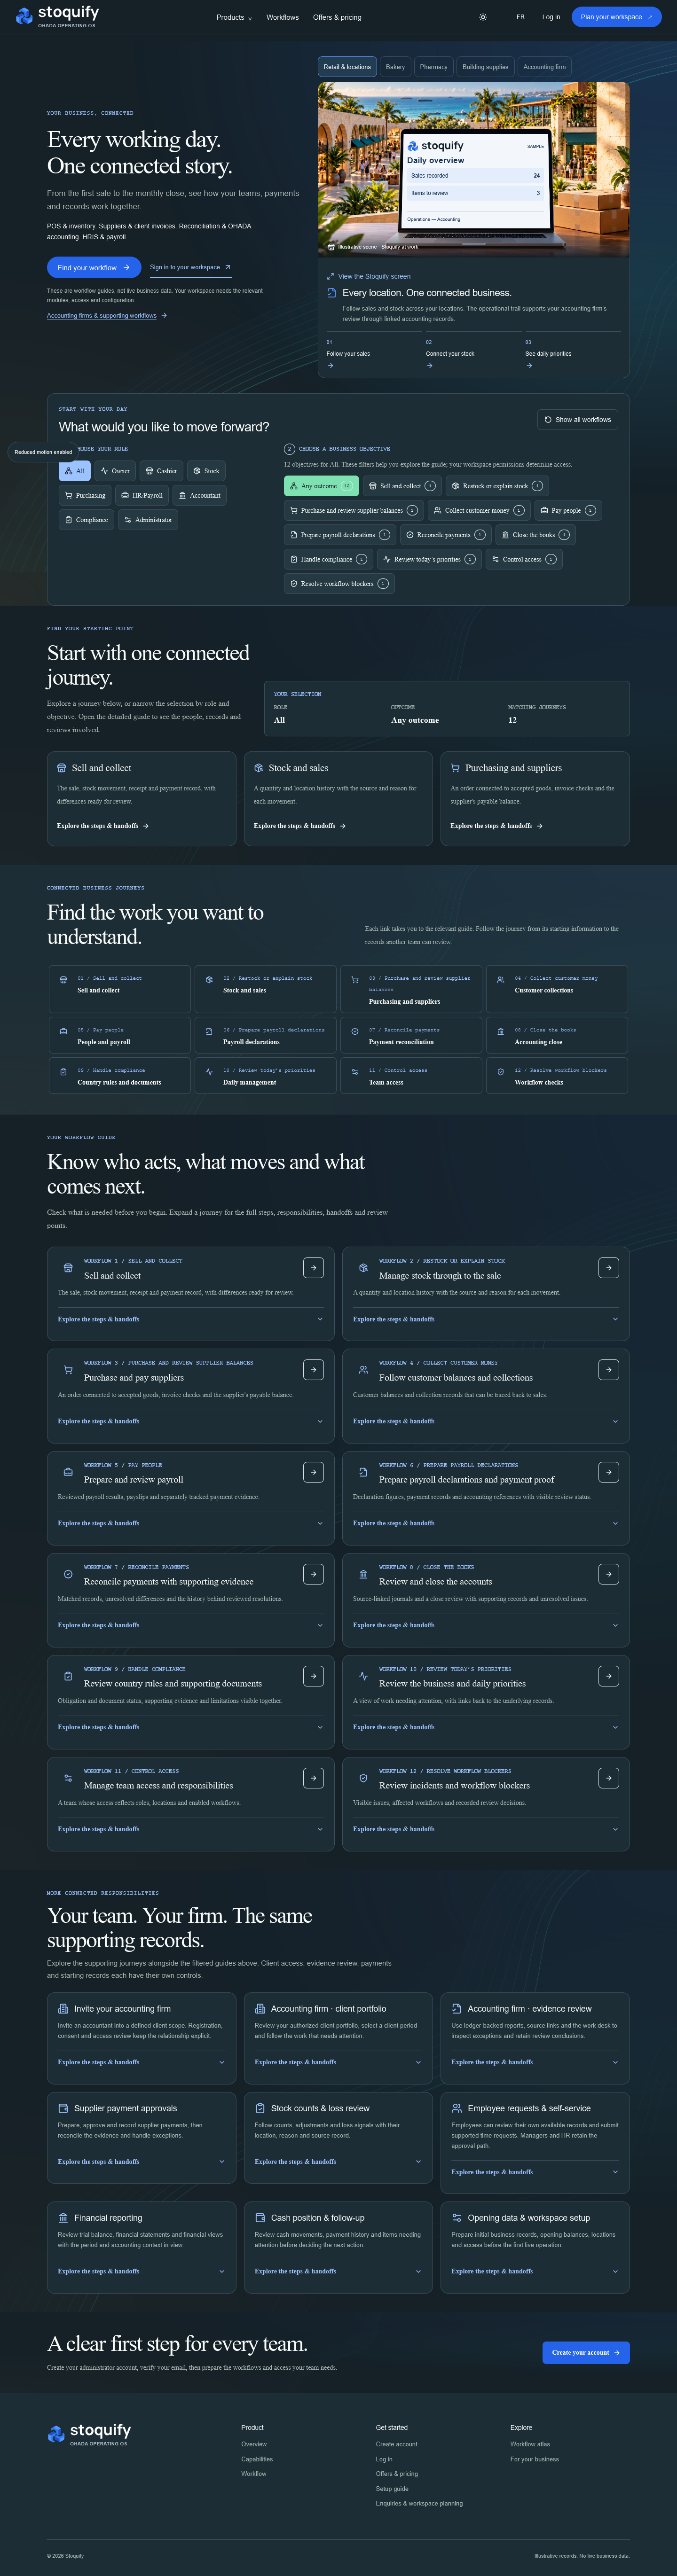 stoquify
OHADA OPERATING OS
Products
Workflows
Offers & pricing
FR
Log in
Plan your workspace
YOUR BUSINESS, CONNECTED
Every working day.
One connected story.
From the first sale to the monthly close, see how your teams, payments
and records work together.
POS & inventory. Suppliers & client invoices. Reconciliation & OHADA
accounting. HRIS & payroll.
Find your workflow
Sign in to your workspace
These are workflow guides, not live business data. Your workspace needs the relevant
modules, access and configuration.
Accounting firms & supporting workflows
Retail & locations
Bakery
Pharmacy
Building supplies
Accounting firm
stoquify
SAMPLE
Daily overview
Sales recorded 24
Items to review 3
Operations → Accounting
Illustrative scene · Stoquify at work
View the Stoquify screen
Every location. One connected business.
Follow sales and stock across your locations. The operational trail supports your accounting firm's
review through linked accounting records.
01
Follow your sales
02
Connect your stock
03
See daily priorities
START WITH YOUR DAY
What would you like to move forward?
Show all workflows
Reduced motion enabled
OOSE YOUR ROLE
All
Owner
Cashier
Stock
Purchasing
HR/Payroll
Accountant
Compliance
Administrator
2 CHOOSE A BUSINESS OBJECTIVE
12 objectives for All. These filters help you explore the guide; your workspace permissions determine access.
Any outcome 12
Sell and collect 1
Restock or explain stock 1
Purchase and review supplier balances 1
Collect customer money 1
Pay people 1
Prepare payroll declarations 1
Reconcile payments 1
Close the books 1
Handle compliance 1
Review today's priorities 1
Control access 1
Resolve workflow blockers 1
FIND YOUR STARTING POINT
Start with one connected
journey.
Explore a journey below, or narrow the selection by role and
objective. Open the detailed guide to see the people, records and
reviews involved.
YOUR SELECTION
ROLE
All
OUTCOME
Any outcome
MATCHING JOURNEYS
12
Sell and collect
The sale, stock movement, receipt and payment record, with
differences ready for review.
Explore the steps & handoffs
Stock and sales
A quantity and location history with the source and reason for
each movement.
Explore the steps & handoffs
Purchasing and suppliers
An order connected to accepted goods, invoice checks and the
supplier's payable balance.
Explore the steps & handoffs
CONNECTED BUSINESS JOURNEYS
Find the work you want to
understand.
Each link takes you to the relevant guide. Follow the journey from its starting information to the
records another team can review.
01 / Sell and collect
Sell and collect
02 / Restock or explain stock
Stock and sales
03 / Purchase and review supplier
balances
Purchasing and suppliers
04 / Collect customer money
Customer collections
05 / Pay people
People and payroll
06 / Prepare payroll declarations
Payroll declarations
07 / Reconcile payments
Payment reconciliation
08 / Close the books
Accounting close
09 / Handle compliance
Country rules and documents
10 / Review today's priorities
Daily management
11 / Control access
Team access
12 / Resolve workflow blockers
Workflow checks
YOUR WORKFLOW GUIDE
Know who acts, what moves and what
comes next.
Check what is needed before you begin. Expand a journey for the full steps, responsibilities, handoffs and review
points.
WORKFLOW 1 / SELL AND COLLECT
Sell and collect
The sale, stock movement, receipt and payment record, with differences ready for review.
Explore the steps & handoffs
WORKFLOW 2 / RESTOCK OR EXPLAIN STOCK
Manage stock through to the sale
A quantity and location history with the source and reason for each movement.
Explore the steps & handoffs
WORKFLOW 3 / PURCHASE AND REVIEW SUPPLIER BALANCES
Purchase and pay suppliers
An order connected to accepted goods, invoice checks and the supplier's payable balance.
Explore the steps & handoffs
WORKFLOW 4 / COLLECT CUSTOMER MONEY
Follow customer balances and collections
Customer balances and collection records that can be traced back to sales.
Explore the steps & handoffs
WORKFLOW 5 / PAY PEOPLE
Prepare and review payroll
Reviewed payroll results, payslips and separately tracked payment evidence.
Explore the steps & handoffs
WORKFLOW 6 / PREPARE PAYROLL DECLARATIONS
Prepare payroll declarations and payment proof
Declaration figures, payment records and accounting references with visible review status.
Explore the steps & handoffs
WORKFLOW 7 / RECONCILE PAYMENTS
Reconcile payments with supporting evidence
Matched records, unresolved differences and the history behind reviewed resolutions.
Explore the steps & handoffs
WORKFLOW 8 / CLOSE THE BOOKS
Review and close the accounts
Source-linked journals and a close review with supporting records and unresolved issues.
Explore the steps & handoffs
WORKFLOW 9 / HANDLE COMPLIANCE
Review country rules and supporting documents
Obligation and document status, supporting evidence and limitations visible together.
Explore the steps & handoffs
WORKFLOW 10 / REVIEW TODAY'S PRIORITIES
Review the business and daily priorities
A view of work needing attention, with links back to the underlying records.
Explore the steps & handoffs
WORKFLOW 11 / CONTROL ACCESS
Manage team access and responsibilities
A team whose access reflects roles, locations and enabled workflows.
Explore the steps & handoffs
WORKFLOW 12 / RESOLVE WORKFLOW BLOCKERS
Review incidents and workflow blockers
Visible issues, affected workflows and recorded review decisions.
Explore the steps & handoffs
MORE CONNECTED RESPONSIBILITIES
Your team. Your firm. The same
supporting records.
Explore the supporting journeys alongside the filtered guides above. Client access, evidence review, payments
and starting records each have their own controls.
Invite your accounting firm
Invite an accountant into a defined client scope. Registration,
consent and access review keep the relationship explicit.
Explore the steps & handoffs
Accounting firm · client portfolio
Review your authorized client portfolio, select a client period
and follow the work that needs attention.
Explore the steps & handoffs
Accounting firm · evidence review
Use ledger-backed reports, source links and the work desk to
inspect exceptions and retain review conclusions.
Explore the steps & handoffs
Supplier payment approvals
Prepare, approve and record supplier payments, then
reconcile the evidence and handle exceptions.
Explore the steps & handoffs
Stock counts & loss review
Follow counts, adjustments and loss signals with their
location, reason and source record.
Explore the steps & handoffs
Employee requests & self-service
Employees can review their own available records and submit
supported time requests. Managers and HR retain the
approval path.
Explore the steps & handoffs
Financial reporting
Review trial balance, financial statements and financial views
with the period and accounting context in view.
Explore the steps & handoffs
Cash position & follow-up
Review cash movements, payment history and items needing
attention before deciding the next action.
Explore the steps & handoffs
Opening data & workspace setup
Prepare initial business records, opening balances, locations
and access before the first live operation.
Explore the steps & handoffs
A clear first step for every team.
Create your administrator account, verify your email, then prepare the workflows and access your team needs.
Create your account
stoquify
OHADA OPERATING OS
Product
Overview
Capabilities
Workflow
Get started
Create account
Log in
Offers & pricing
Setup guide
Enquiries & workspace planning
Explore
Workflow atlas
For your business
© 2026 Stoquify
Illustrative records. No live business data.